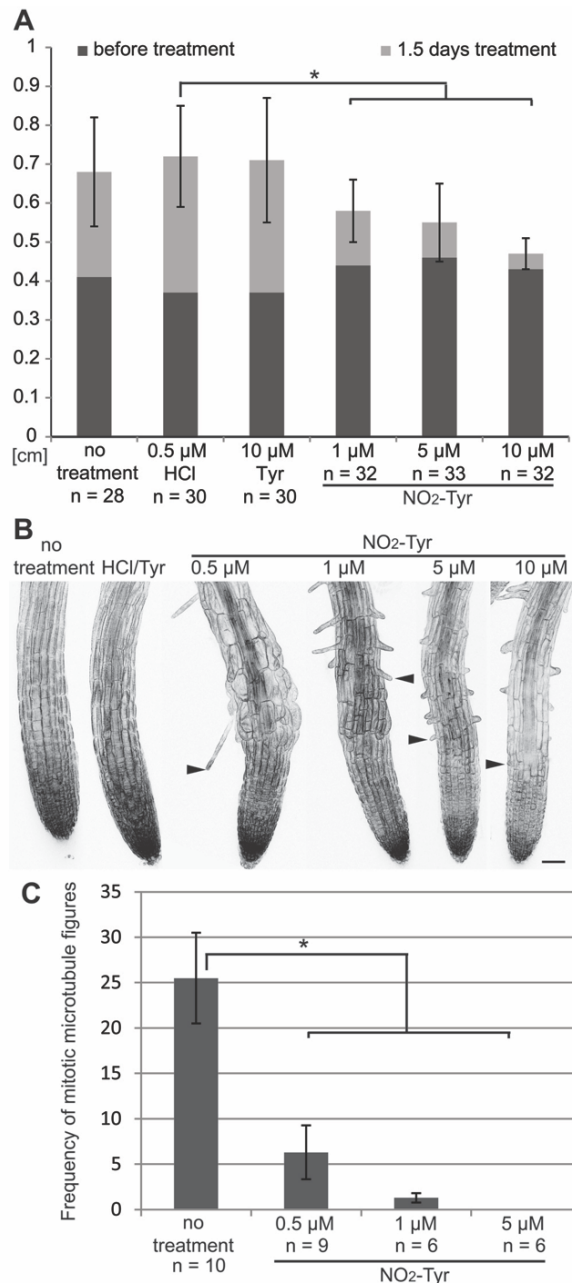 A
before treatment 1.5 days treatment
*
1
0.9
0.8
0.7
0.6
0.5
0.4
0.3
0.2
0.1
0
[cm]
no treatment n = 28
0.5 µM HCl n = 30
10 µM Tyr n = 30
1 µM n = 32
5 µM n = 33
10 µM n = 32
NO2-Tyr
B
no treatment
HCl/Tyr
NO2-Tyr
0.5 µM 1 µM 5 µM 10 µM
C
Frequency of mitotic microtubule figures
*
35
30
25
20
15
10
5
0
no treatment n = 10
0.5 µM n = 9
1 µM n = 6
5 µM n = 6
NO2-Tyr